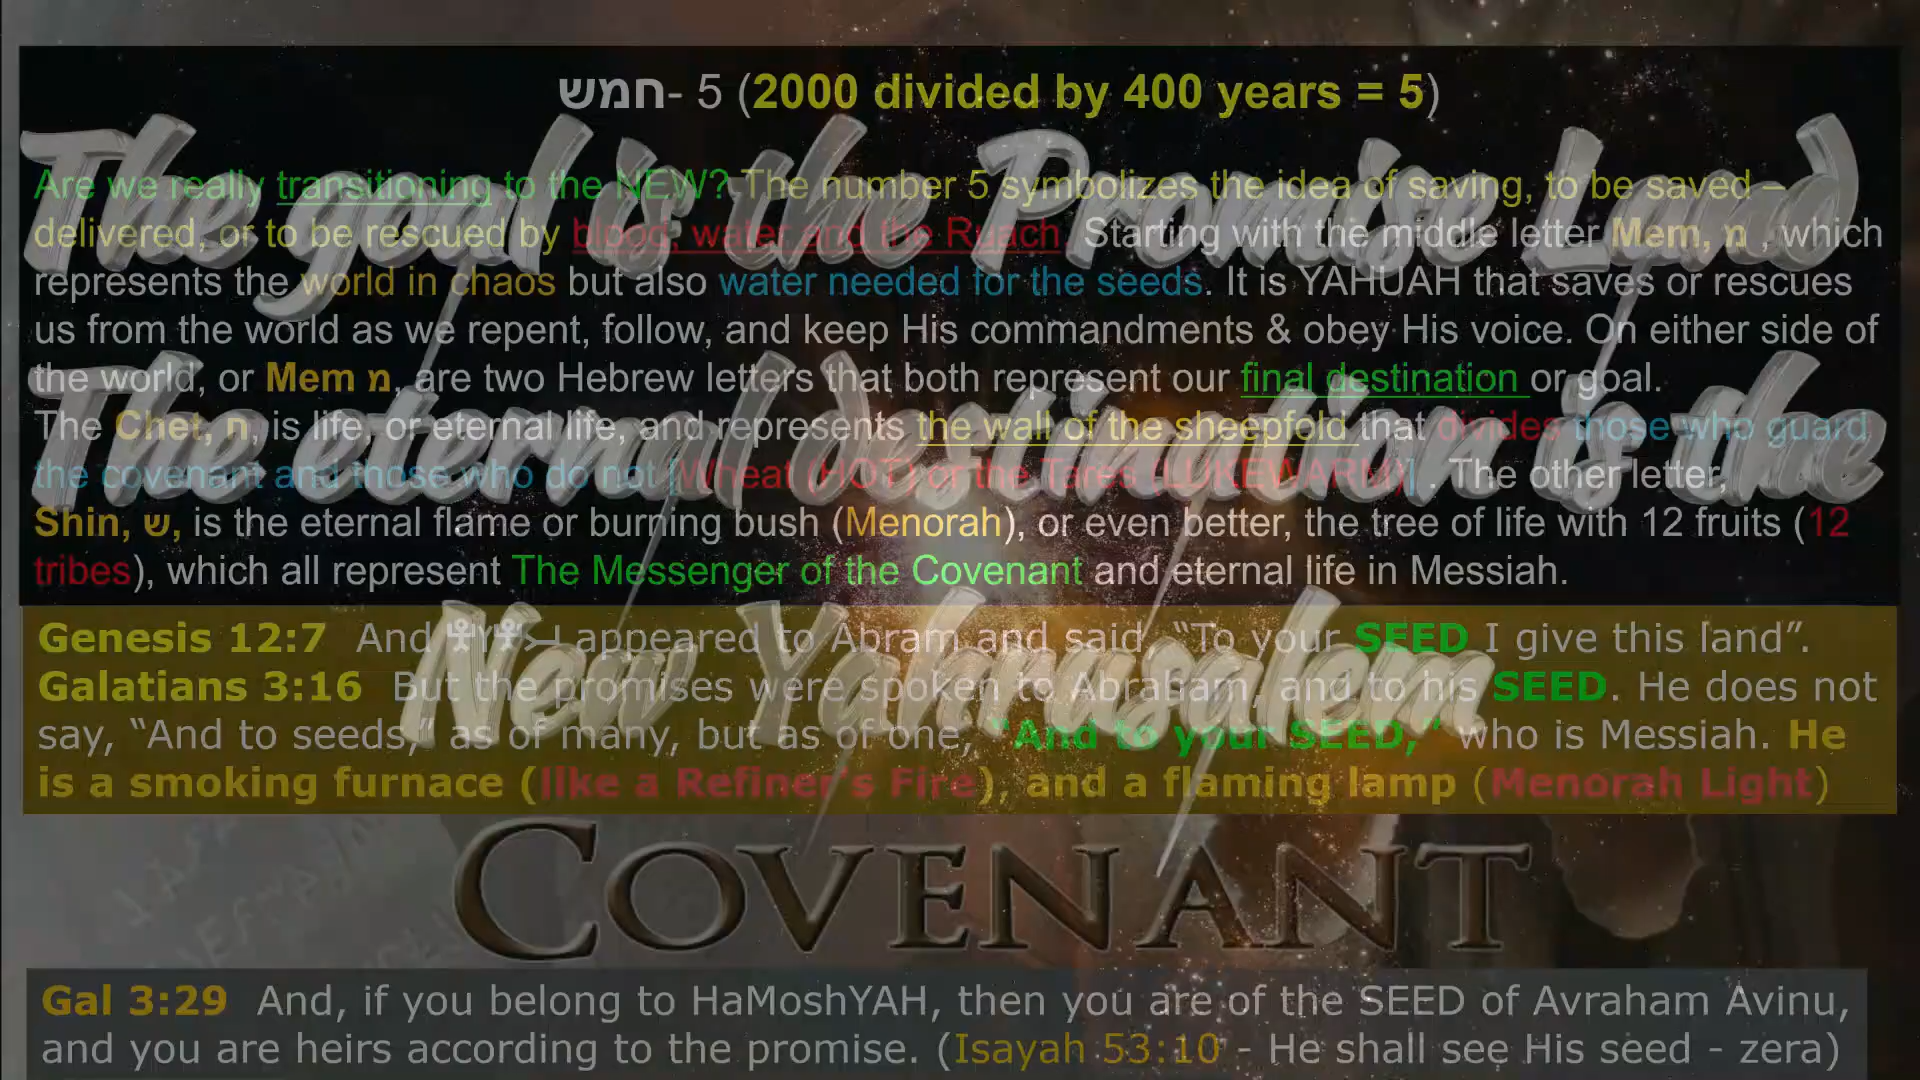 חמש- 5 (2000 divided by 400 years = 5)
The goal is the Promise Land
Are we really transitioning to the NEW? The number 5 symbolizes the idea of saving, to be saved –
delivered, or to be rescued by blood, water and the Ruach. Starting with the middle letter Mem, מ , which
represents the world in chaos but also water needed for the seeds. It is YAHUAH that saves or rescues
us from the world as we repent, follow, and keep His commandments & obey His voice. On either side of
the world, or Mem מ, are two Hebrew letters that both represent our final destination or goal.
The eternal destination is the
The Chet, ח, is life, or eternal life, and represents the wall of the sheepfold that divides those who guard
the covenant and those who do not [Wheat (HOT) or the Tares (LUKEWARM)] . The other letter,
Shin, ש, is the eternal flame or burning bush (Menorah), or even better, the tree of life with 12 fruits (12
tribes), which all represent The Messenger of the Covenant and eternal life in Messiah.
New Yahrusalem
Genesis 12:7 And appeared to Abram and said, “To your SEED I give this land”.
Galatians 3:16 But the promises were spoken to Abraham, and to his SEED. He does not
say, “And to seeds,” as of many, but as of one, “And to your SEED,” who is Messiah. He
is a smoking furnace (like a Refiner's Fire), and a flaming lamp (Menorah Light)
COVENANT
Gal 3:29 And, if you belong to HaMoshYAH, then you are of the SEED of Avraham Avinu,
and you are heirs according to the promise. (Isayah 53:10 - He shall see His seed - zera)